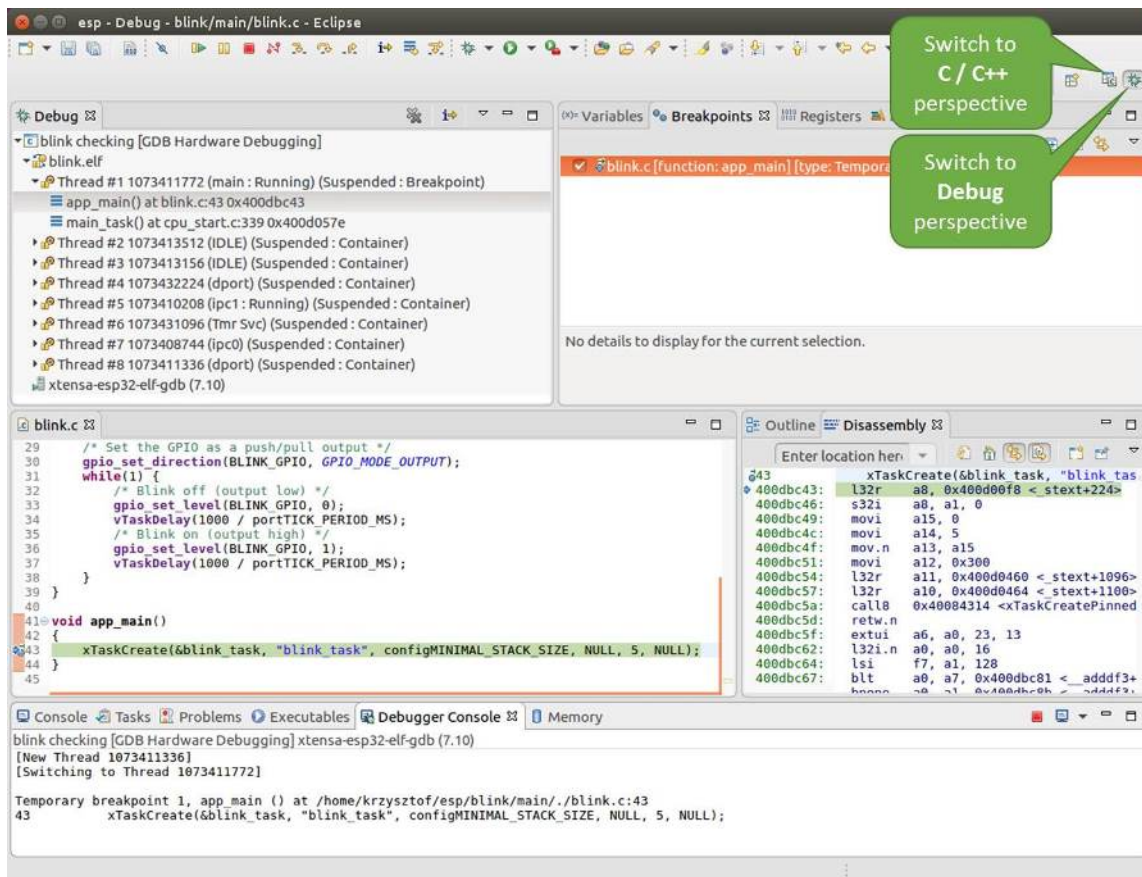 esp - Debug - blink/main/blink.c - Eclipse
Switch to
C / C++
perspective
Debug
(x)= Variables
Breakpoints
1010 Registers
blink checking [GDB Hardware Debugging]
blink.elf
Thread #1 1073411772 (main : Running) (Suspended : Breakpoint)
app_main() at blink.c:43 0x400dbc43
main_task() at cpu_start.c:339 0x400d057e
Thread #2 1073413512 (IDLE) (Suspended : Container)
Thread #3 1073413156 (IDLE) (Suspended : Container)
Thread #4 1073432224 (dport) (Suspended : Container)
Thread #5 1073410208 (ipc1 : Running) (Suspended : Container)
Thread #6 1073431096 (Tmr Svc) (Suspended : Container)
Thread #7 1073408744 (ipc0) (Suspended : Container)
Thread #8 1073411336 (dport) (Suspended : Container)
xtensa-esp32-elf-gdb (7.10)
blink.c [function: app_main] [type: Tempora
Switch to
Debug
perspective
No details to display for the current selection.
blink.c
29 /* Set the GPIO as a push/pull output */
30 gpio_set_direction(BLINK_GPIO, GPIO_MODE_OUTPUT);
31 while(1) {
32 /* Blink off (output low) */
33 gpio_set_level(BLINK_GPIO, 0);
34 vTaskDelay(1000 / portTICK_PERIOD_MS);
35 /* Blink on (output high) */
36 gpio_set_level(BLINK_GPIO, 1);
37 vTaskDelay(1000 / portTICK_PERIOD_MS);
38 }
39 }
40
41 void app_main()
42 {
43 xTaskCreate(&blink_task, "blink_task", configMINIMAL_STACK_SIZE, NULL, 5, NULL);
44 }
45
Outline
Disassembly
Enter location her
43 xTaskCreate(&blink_task, "blink_tas
400dbc43: l32r a8, 0x400d00f8 <_stext+224>
400dbc46: s32i a8, a1, 0
400dbc49: movi a15, 0
400dbc4c: movi a14, 5
400dbc4f: mov.n a13, a15
400dbc51: movi a12, 0x300
400dbc54: l32r a11, 0x400d0460 <_stext+1096>
400dbc57: l32r a10, 0x400d0464 <_stext+1100>
400dbc5a: call8 0x40084314 <xTaskCreatePinned
400dbc5d: retw.n
400dbc5f: extui a6, a0, 23, 13
400dbc62: l32i.n a0, a0, 16
400dbc64: lsi f7, a1, 128
400dbc67: blt a0, a7, 0x400dbc81 <__adddf3+
Console
Tasks
Problems
Executables
Debugger Console
Memory
blink checking [GDB Hardware Debugging] xtensa-esp32-elf-gdb (7.10)
[New Thread 1073411336]
[Switching to Thread 1073411772]
Temporary breakpoint 1, app_main () at /home/krzysztof/esp/blink/main/./blink.c:43
43 xTaskCreate(&blink_task, "blink_task", configMINIMAL_STACK_SIZE, NULL, 5, NULL);